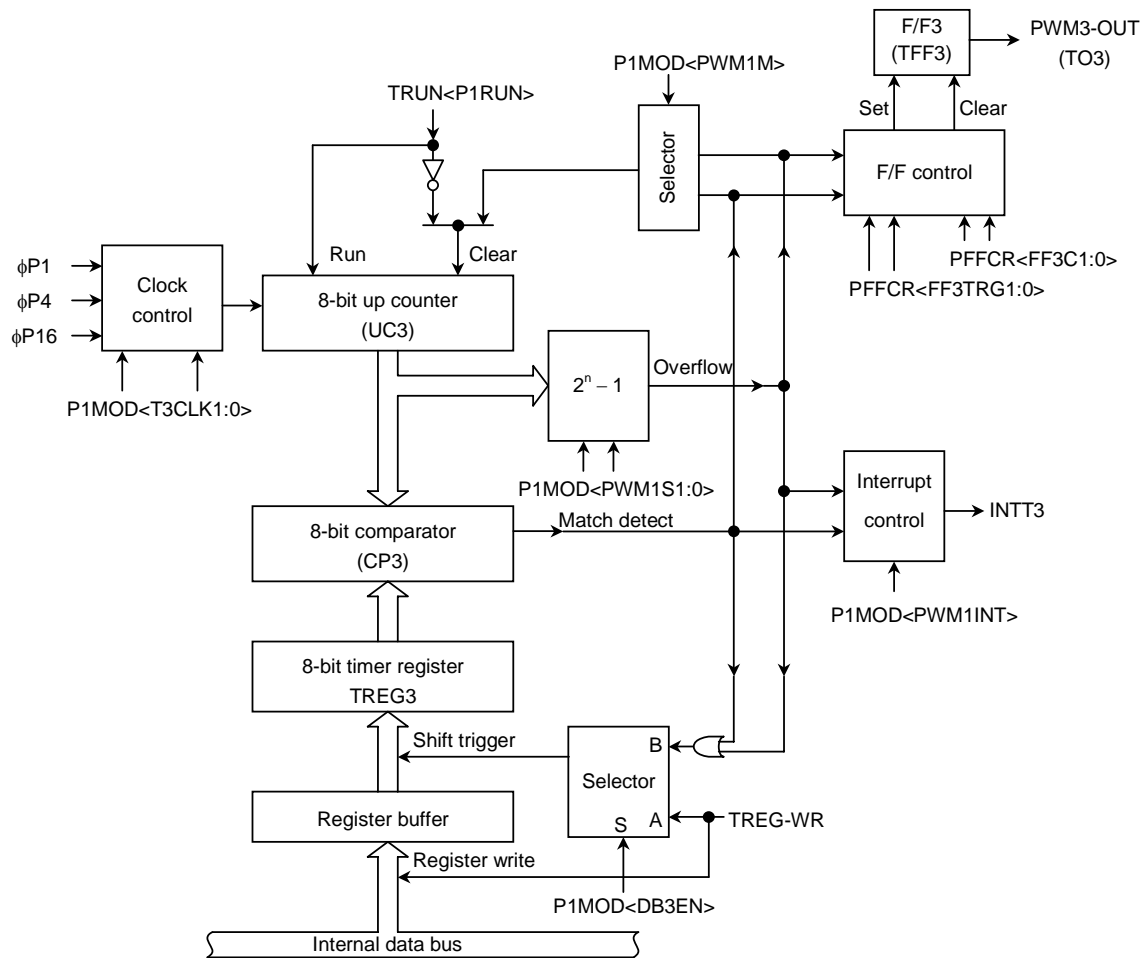 F/F3
(TFF3)
PWM3-OUT
(TO3)
P1MOD<PWM1M>
TRUN<P1RUN>
Set
Clear
Selector
F/F control
Run
Clear
PFFCR<FF3C1:0>
PFFCR<FF3TRG1:0>
ϕP1
ϕP4
ϕP16
Clock
control
8-bit up counter
(UC3)
P1MOD<T3CLK1:0>
2ⁿ − 1
Overflow
P1MOD<PWM1S1:0>
8-bit comparator
(CP3)
Match detect
Interrupt
control
INTT3
P1MOD<PWM1INT>
8-bit timer register
TREG3
Shift trigger
B
Selector
A
S
TREG-WR
Register buffer
Register write
P1MOD<DB3EN>
Internal data bus